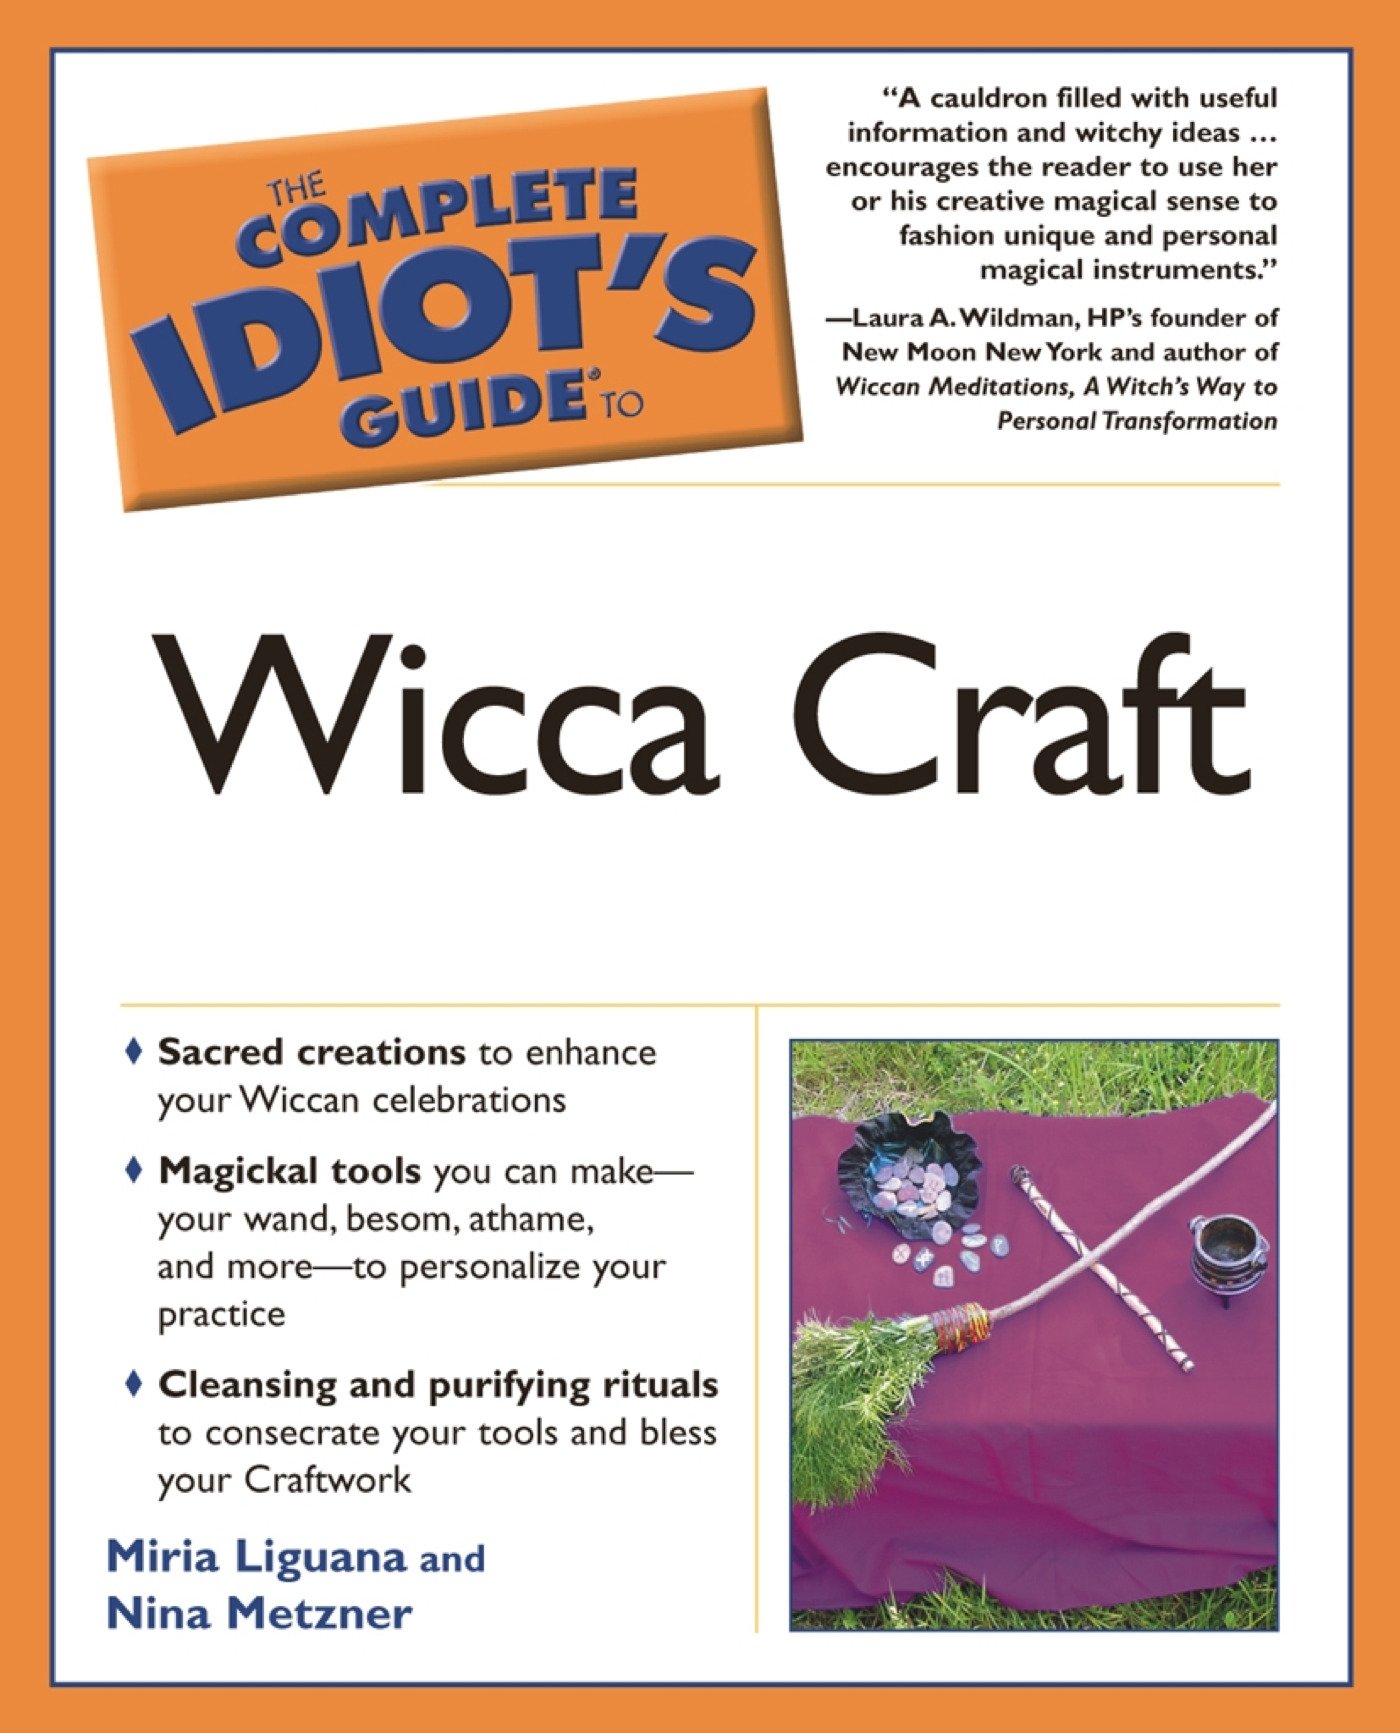 THE
COMPLETE
IDIOT'S
GUIDE® TO
“A cauldron filled with useful
information and witchy ideas ...
encourages the reader to use her
or his creative magical sense to
fashion unique and personal
magical instruments.”
—Laura A. Wildman, HP's founder of
New Moon New York and author of
Wiccan Meditations, A Witch's Way to
Personal Transformation
Wicca Craft
♦ Sacred creations to enhance
your Wiccan celebrations
♦ Magickal tools you can make—
your wand, besom, athame,
and more—to personalize your
practice
♦ Cleansing and purifying rituals
to consecrate your tools and bless
your Craftwork
Miria Liguana and
Nina Metzner